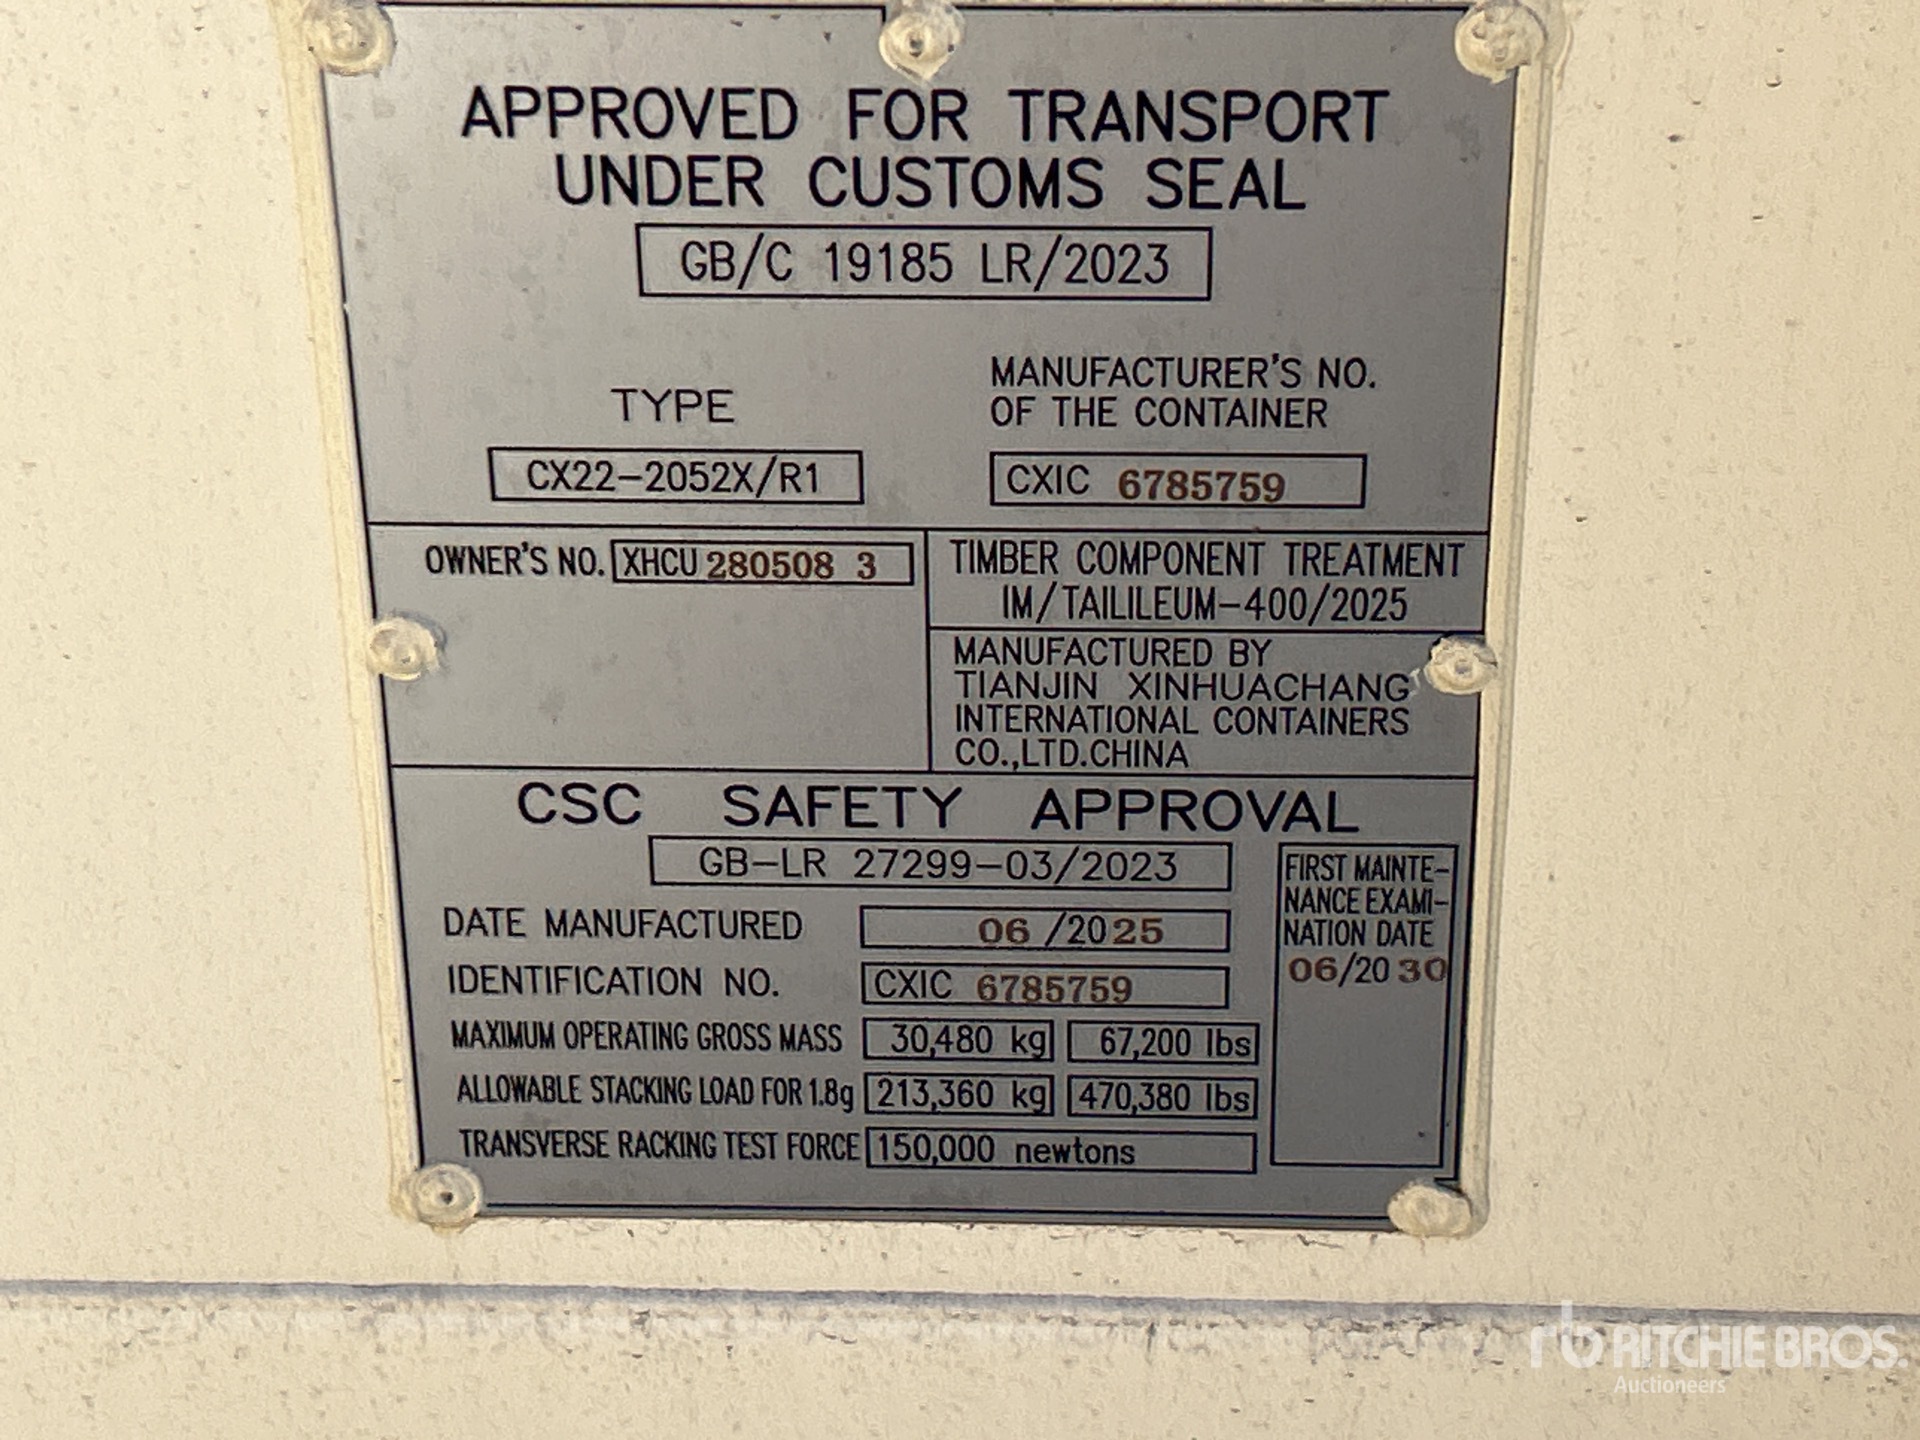 APPROVED FOR TRANSPORT
UNDER CUSTOMS SEAL
GB/C 19185 LR/2023
TYPE
CX22-2052X/R1
MANUFACTURER'S NO.
OF THE CONTAINER
CXIC 6785759
OWNER'S NO. XHCU 280508 3
TIMBER COMPONENT TREATMENT
IM/TAILILEUM-400/2025
MANUFACTURED BY
TIANJIN XINHUACHANG
INTERNATIONAL CONTAINERS
CO.,LTD.CHINA
CSC SAFETY APPROVAL
GB-LR 27299-03/2023
DATE MANUFACTURED 06/2025
IDENTIFICATION NO. CXIC 6785759
MAXIMUM OPERATING GROSS MASS 30,480 kg 67,200 lbs
ALLOWABLE STACKING LOAD FOR 1.8g 213,360 kg 470,380 lbs
TRANSVERSE RACKING TEST FORCE 150,000 newtons
FIRST MAINTE-
NANCE EXAMI-
NATION DATE
06/2030
rb RITCHIE BROS.
Auctioneers